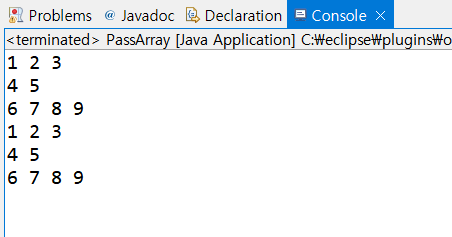 Problems @ Javadoc Declaration Console
<terminated> PassArray [Java Application] C:₩eclipse₩plugins₩o
1 2 3
4 5
6 7 8 9
1 2 3
4 5
6 7 8 9